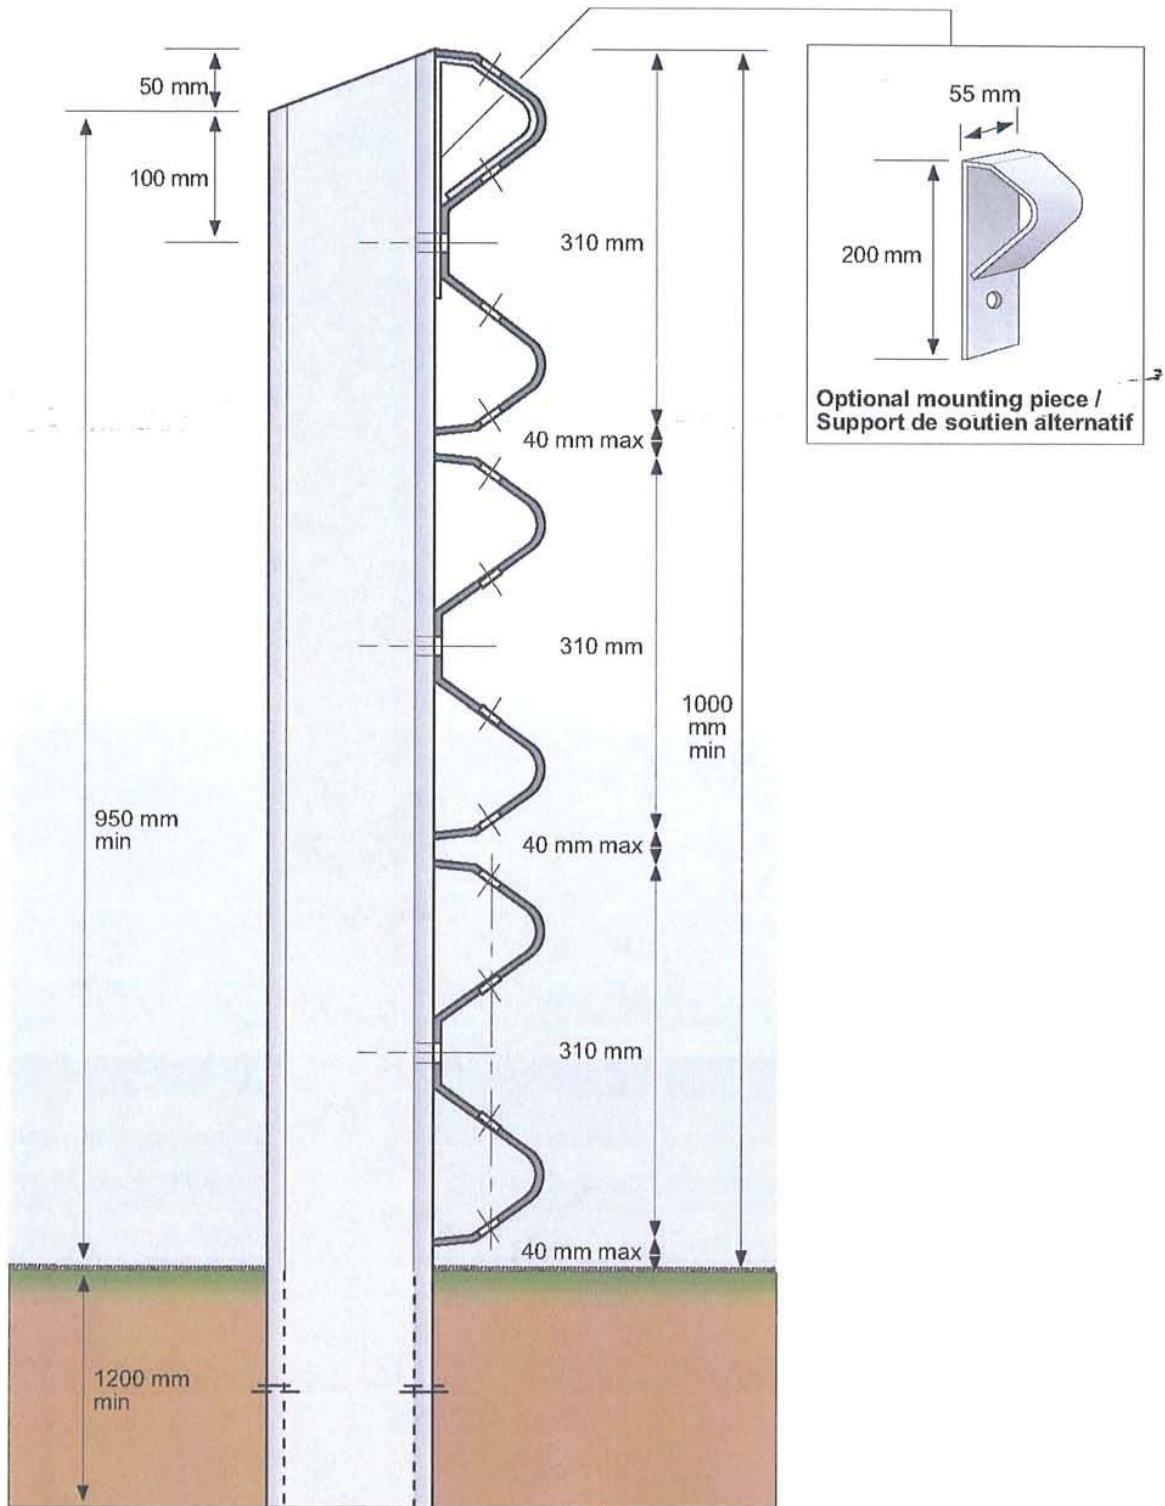 50 mm
100 mm
950 mm
min
1200 mm
min
310 mm
40 mm max
310 mm
40 mm max
310 mm
40 mm max
1000
mm
min
55 mm
200 mm
Optional mounting piece /
Support de soutien alternatif